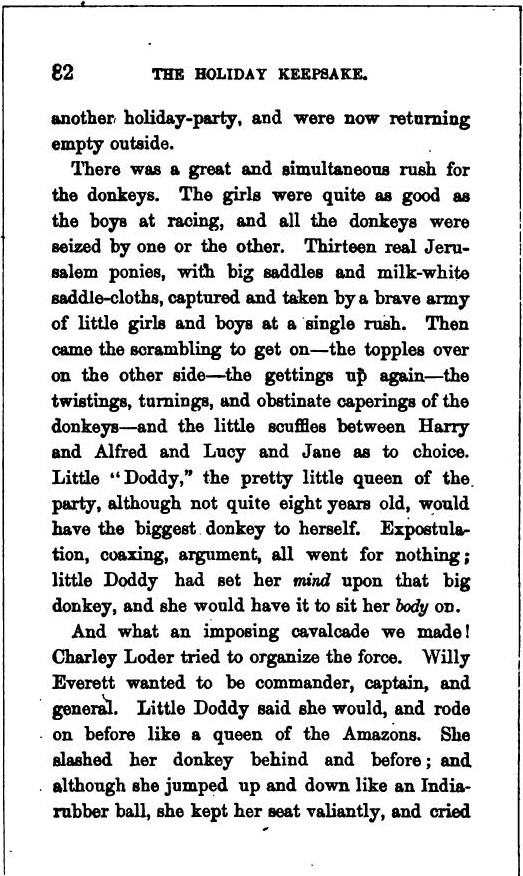 82 THE HOLIDAY KEEPSAKE.
another holiday-party, and were now returning
empty outside.
There was a great and simultaneous rush for
the donkeys. The girls were quite as good as
the boys at racing, and all the donkeys were
seized by one or the other. Thirteen real Jeru-
salem ponies, with big saddles and milk-white
saddle-cloths, captured and taken by a brave army
of little girls and boys at a single rush. Then
came the scrambling to get on—the topples over
on the other side—the gettings up again—the
twistings, turnings, and obstinate caperings of the
donkeys—and the little scuffles between Harry
and Alfred and Lucy and Jane as to choice.
Little “Doddy,” the pretty little queen of the
party, although not quite eight years old, would
have the biggest donkey to herself. Expostula-
tion, coaxing, argument, all went for nothing;
little Doddy had set her mind upon that big
donkey, and she would have it to sit her body on.
And what an imposing cavalcade we made!
Charley Loder tried to organize the force. Willy
Everett wanted to be commander, captain, and
general. Little Doddy said she would, and rode
on before like a queen of the Amazons. She
slashed her donkey behind and before; and
although she jumped up and down like an India-
rubber ball, she kept her seat valiantly, and cried